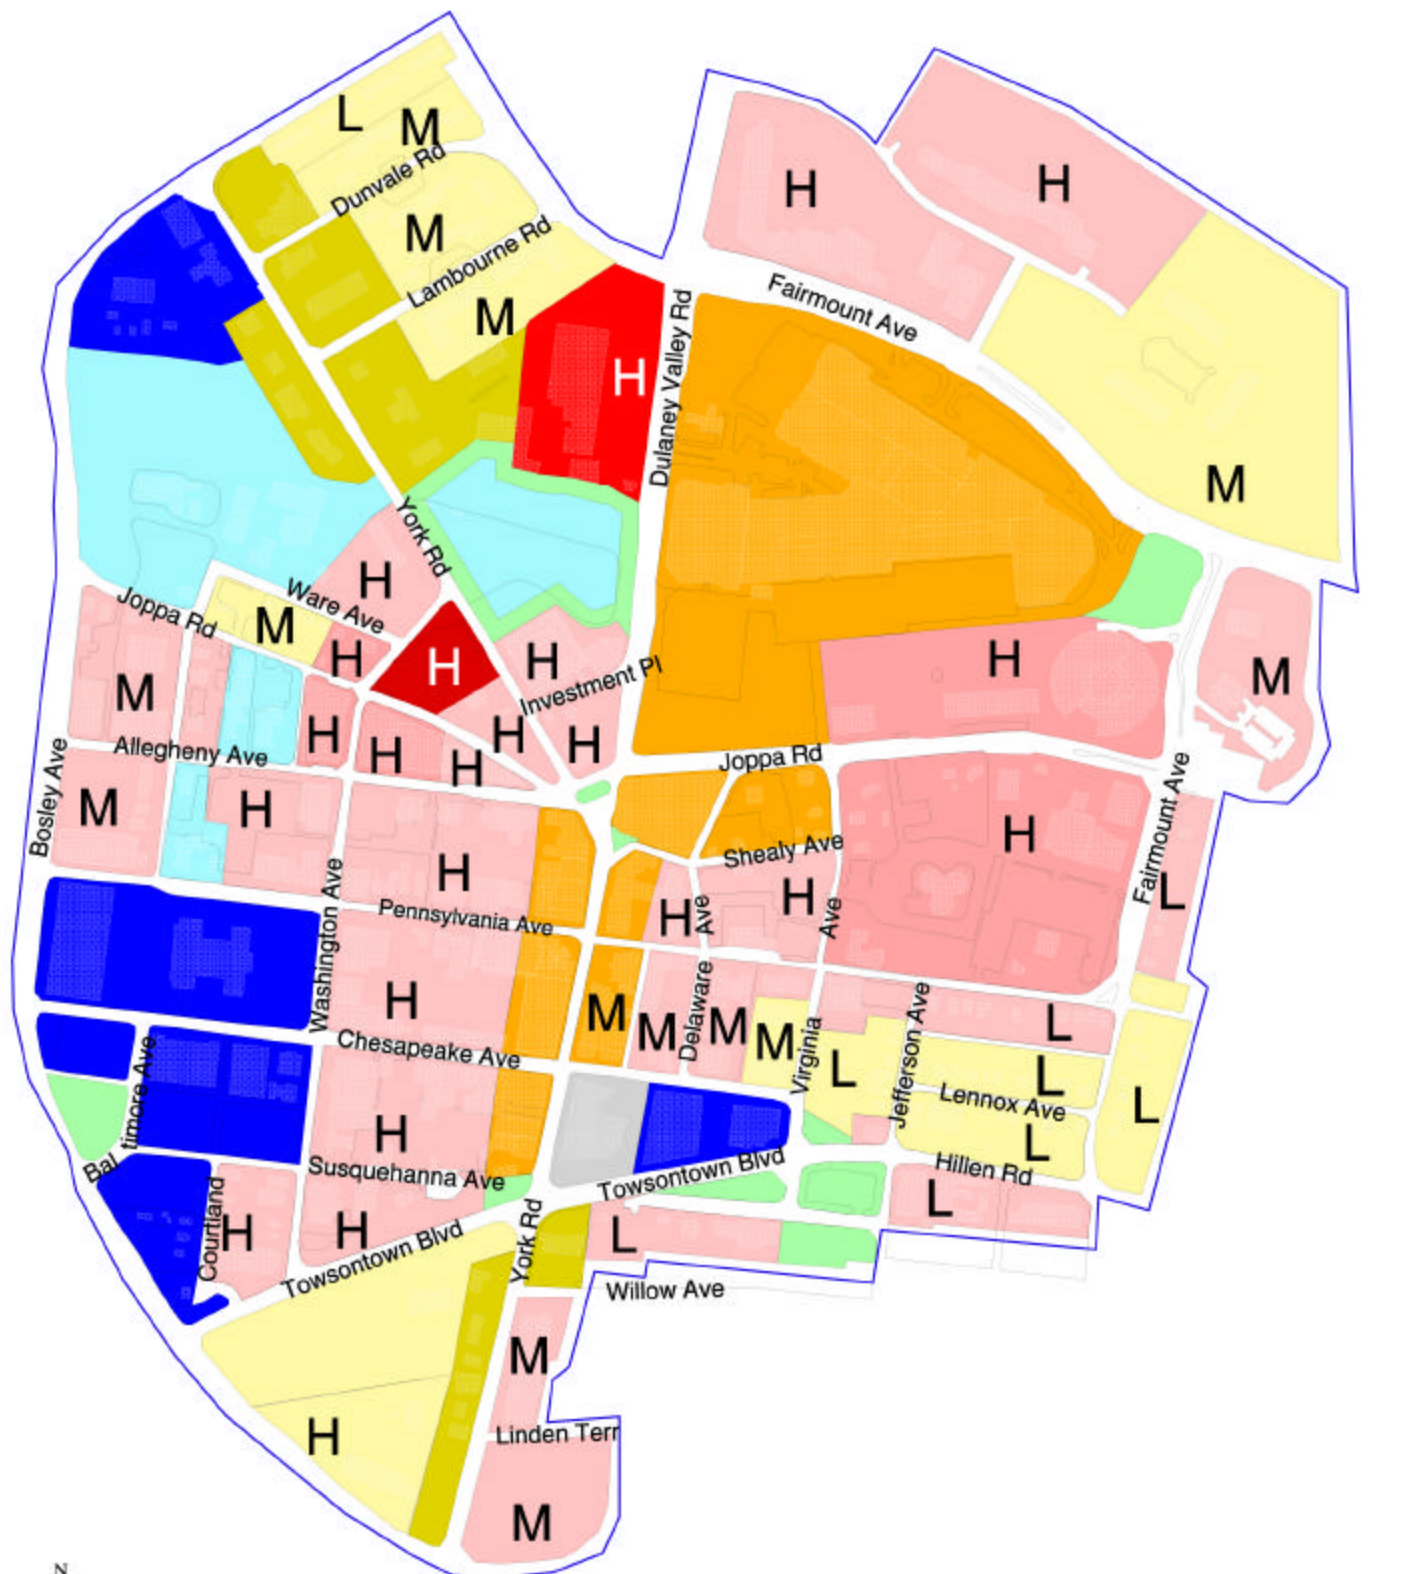 L
M
Dunvale Rd
H
H
M
Lambourne Rd
M
Fairmount Ave
H
Dulaney Valley Rd
M
York Rd
H
Ware Ave
Joppa Rd
M
H
H
H
Investment Pl
H
M
M
H
H
H
H
H
Allegheny Ave
Joppa Rd
Bosley Ave
M
H
H
Shealy Ave
H
Fairmount Ave
L
H
H
Ave
Ave
Washington Ave
Pennsylvania Ave
H
M
M
Delaware
M
M
Virginia
L
Jefferson Ave
L
Chesapeake Ave
L
Lennox Ave
L
L
H
Bal timore Ave
Susquehanna Ave
Towsontown Blvd
Hillen Rd
L
Courtland
H
H
Towsontown Blvd
York Rd
L
Willow Ave
M
H
Linden Terr
M
N